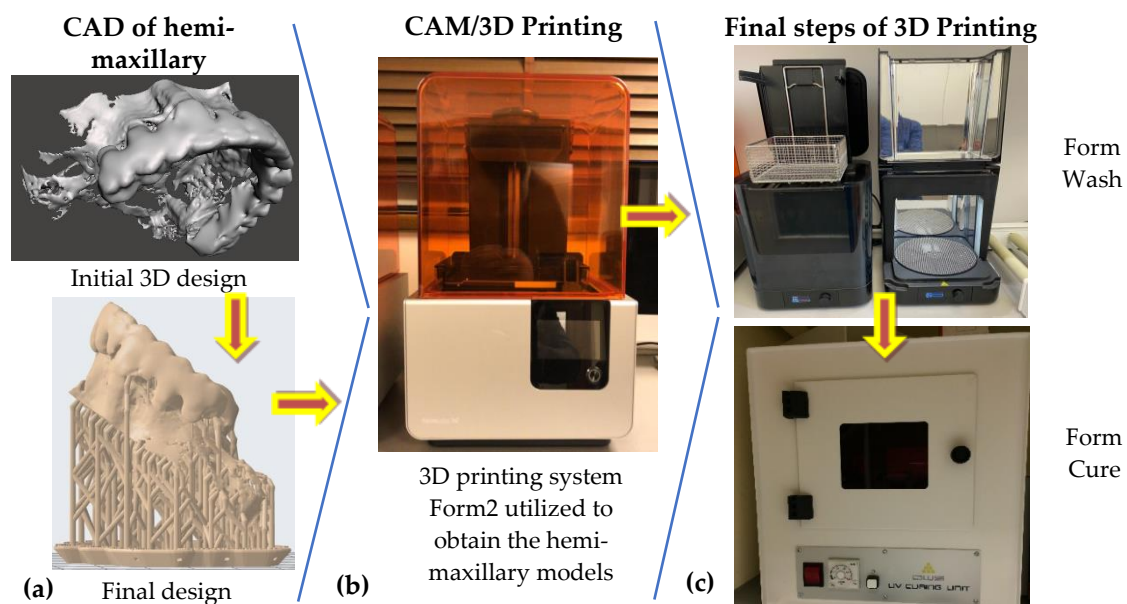 CAD of hemi-
maxillary
Initial 3D design
(a)
Final design
CAM/3D Printing
3D printing system
Form2 utilized to
obtain the hemi-
maxillary models
(b)
Final steps of 3D Printing
Form
Wash
Form
Cure
UV CURING UNIT
(c)